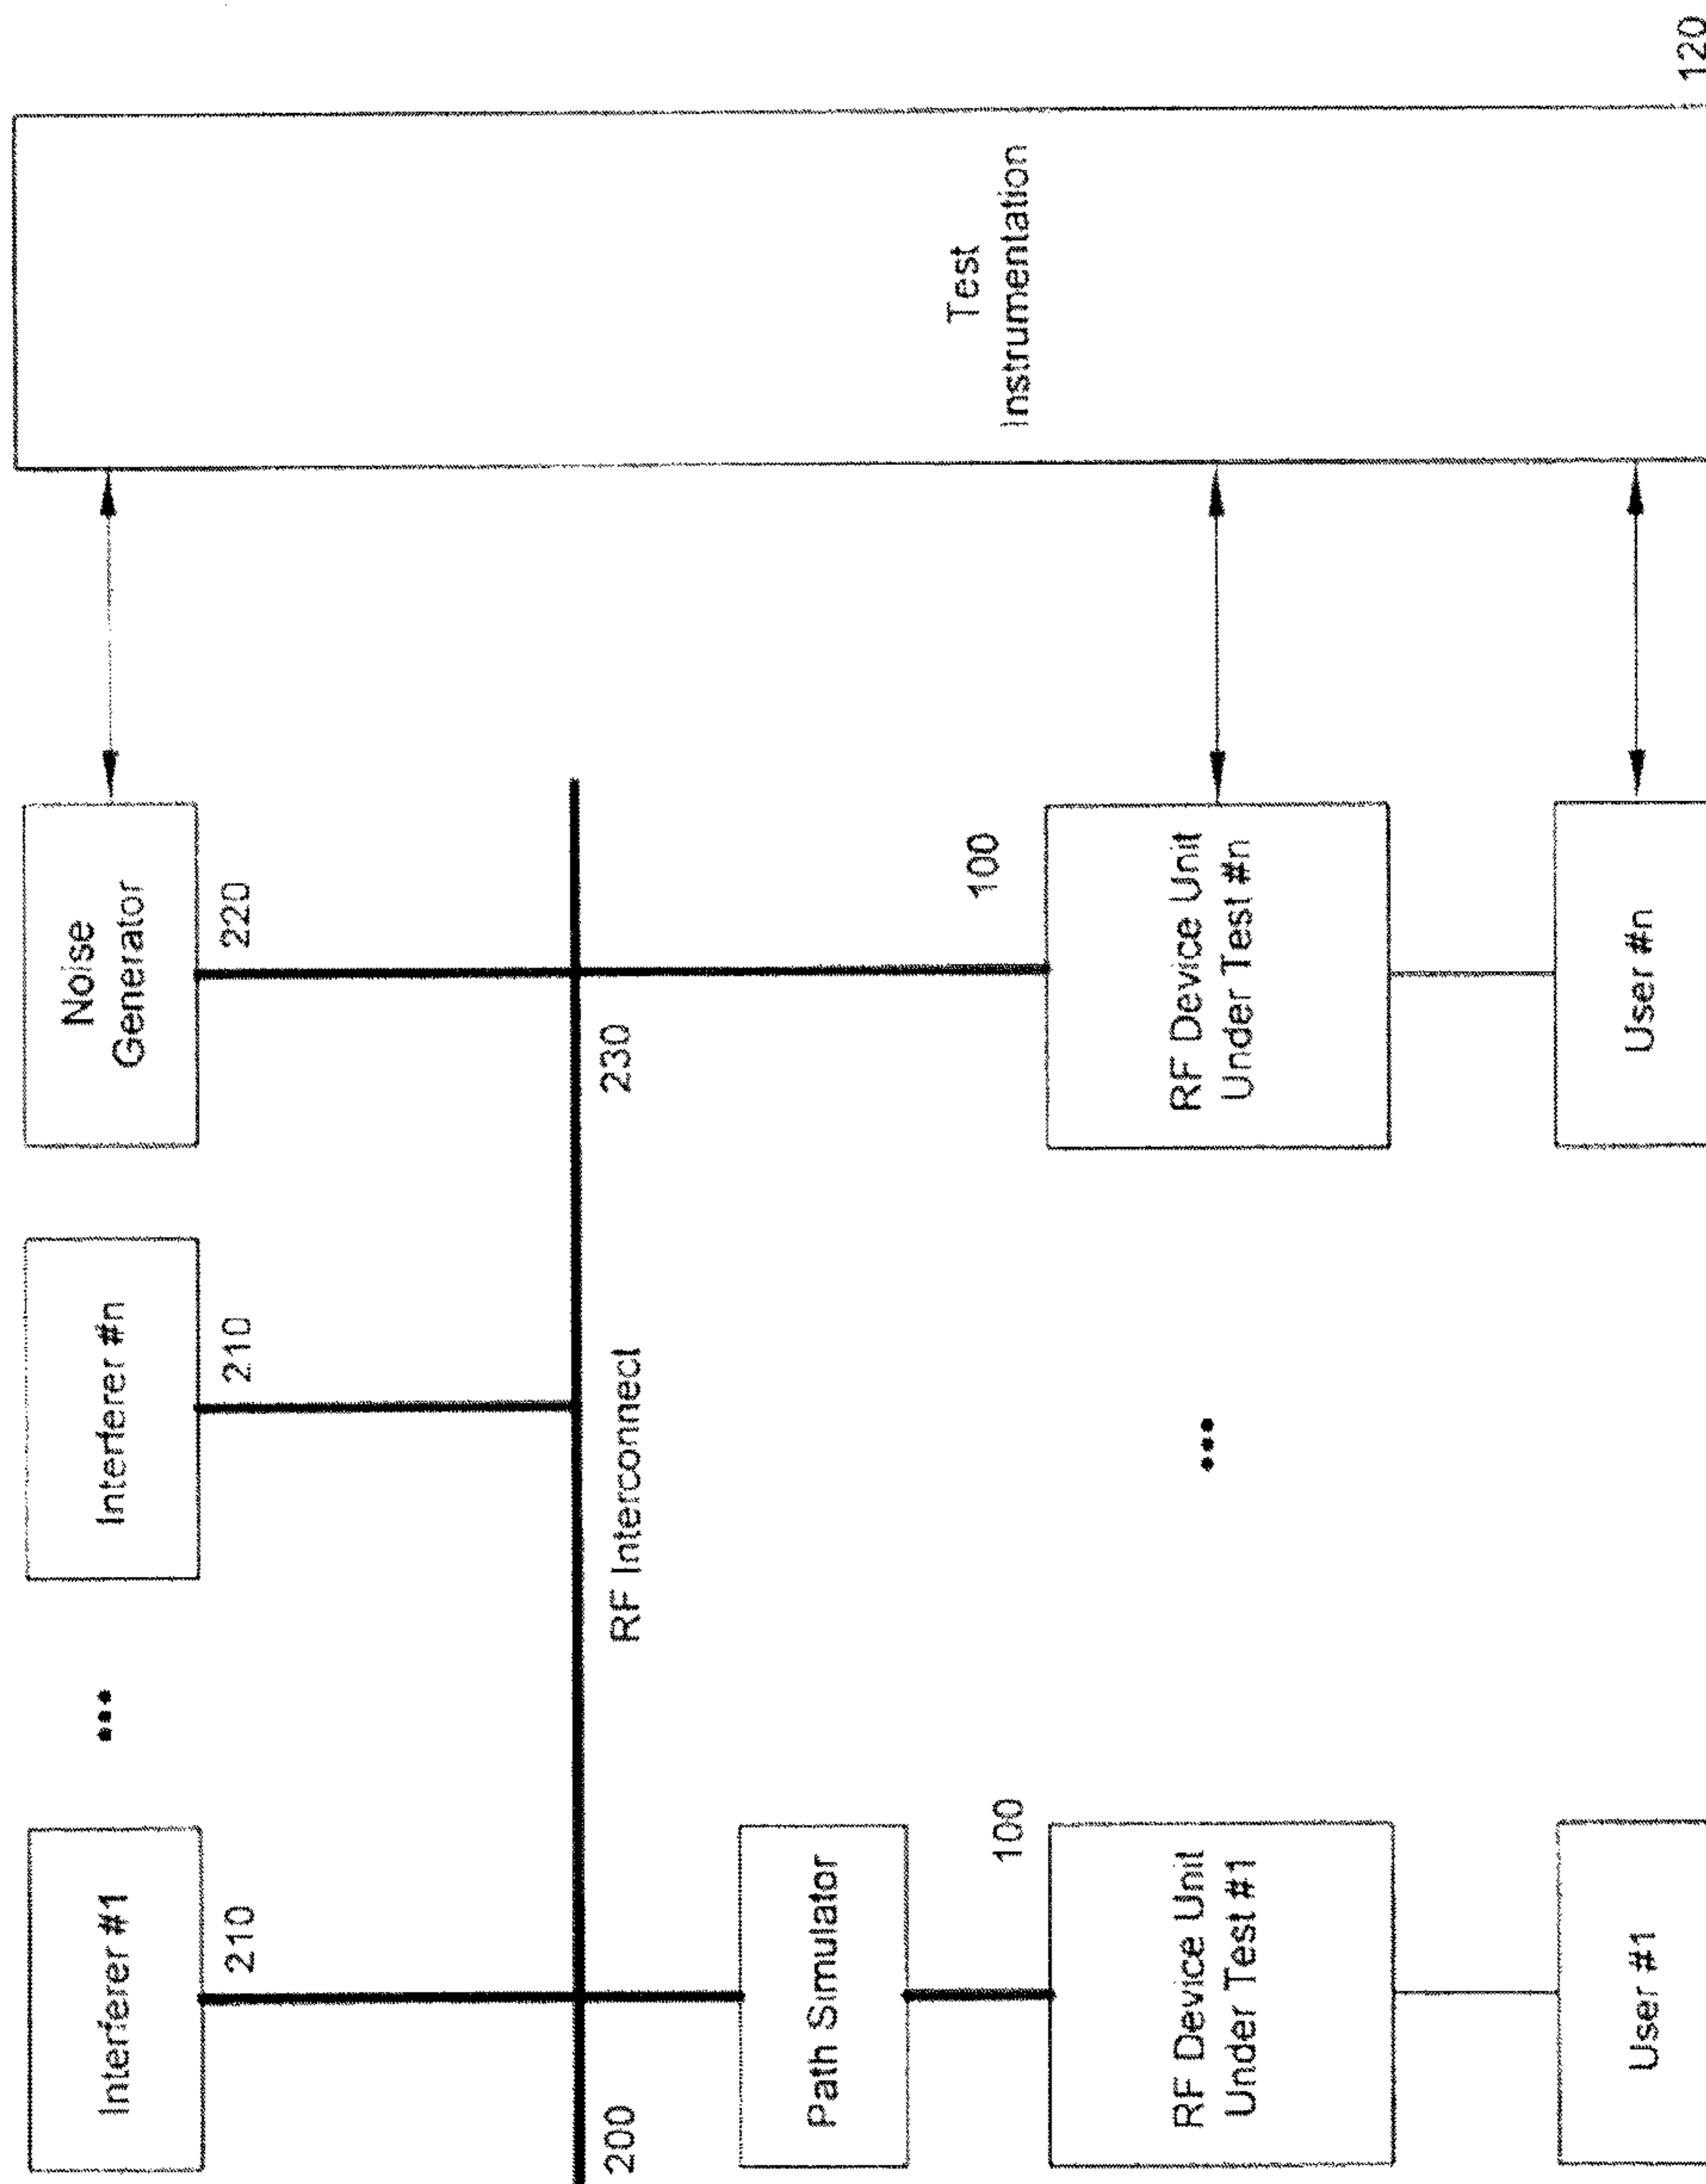 Interferer #1
210
Interferer #n
210
Noise
Generator
220
200
RF Interconnect
230
Path Simulator
100
RF Device Unit
Under Test #1
100
RF Device Unit
Under Test #n
User #1
User #n
Test
Instrumentation
120
•••
•••